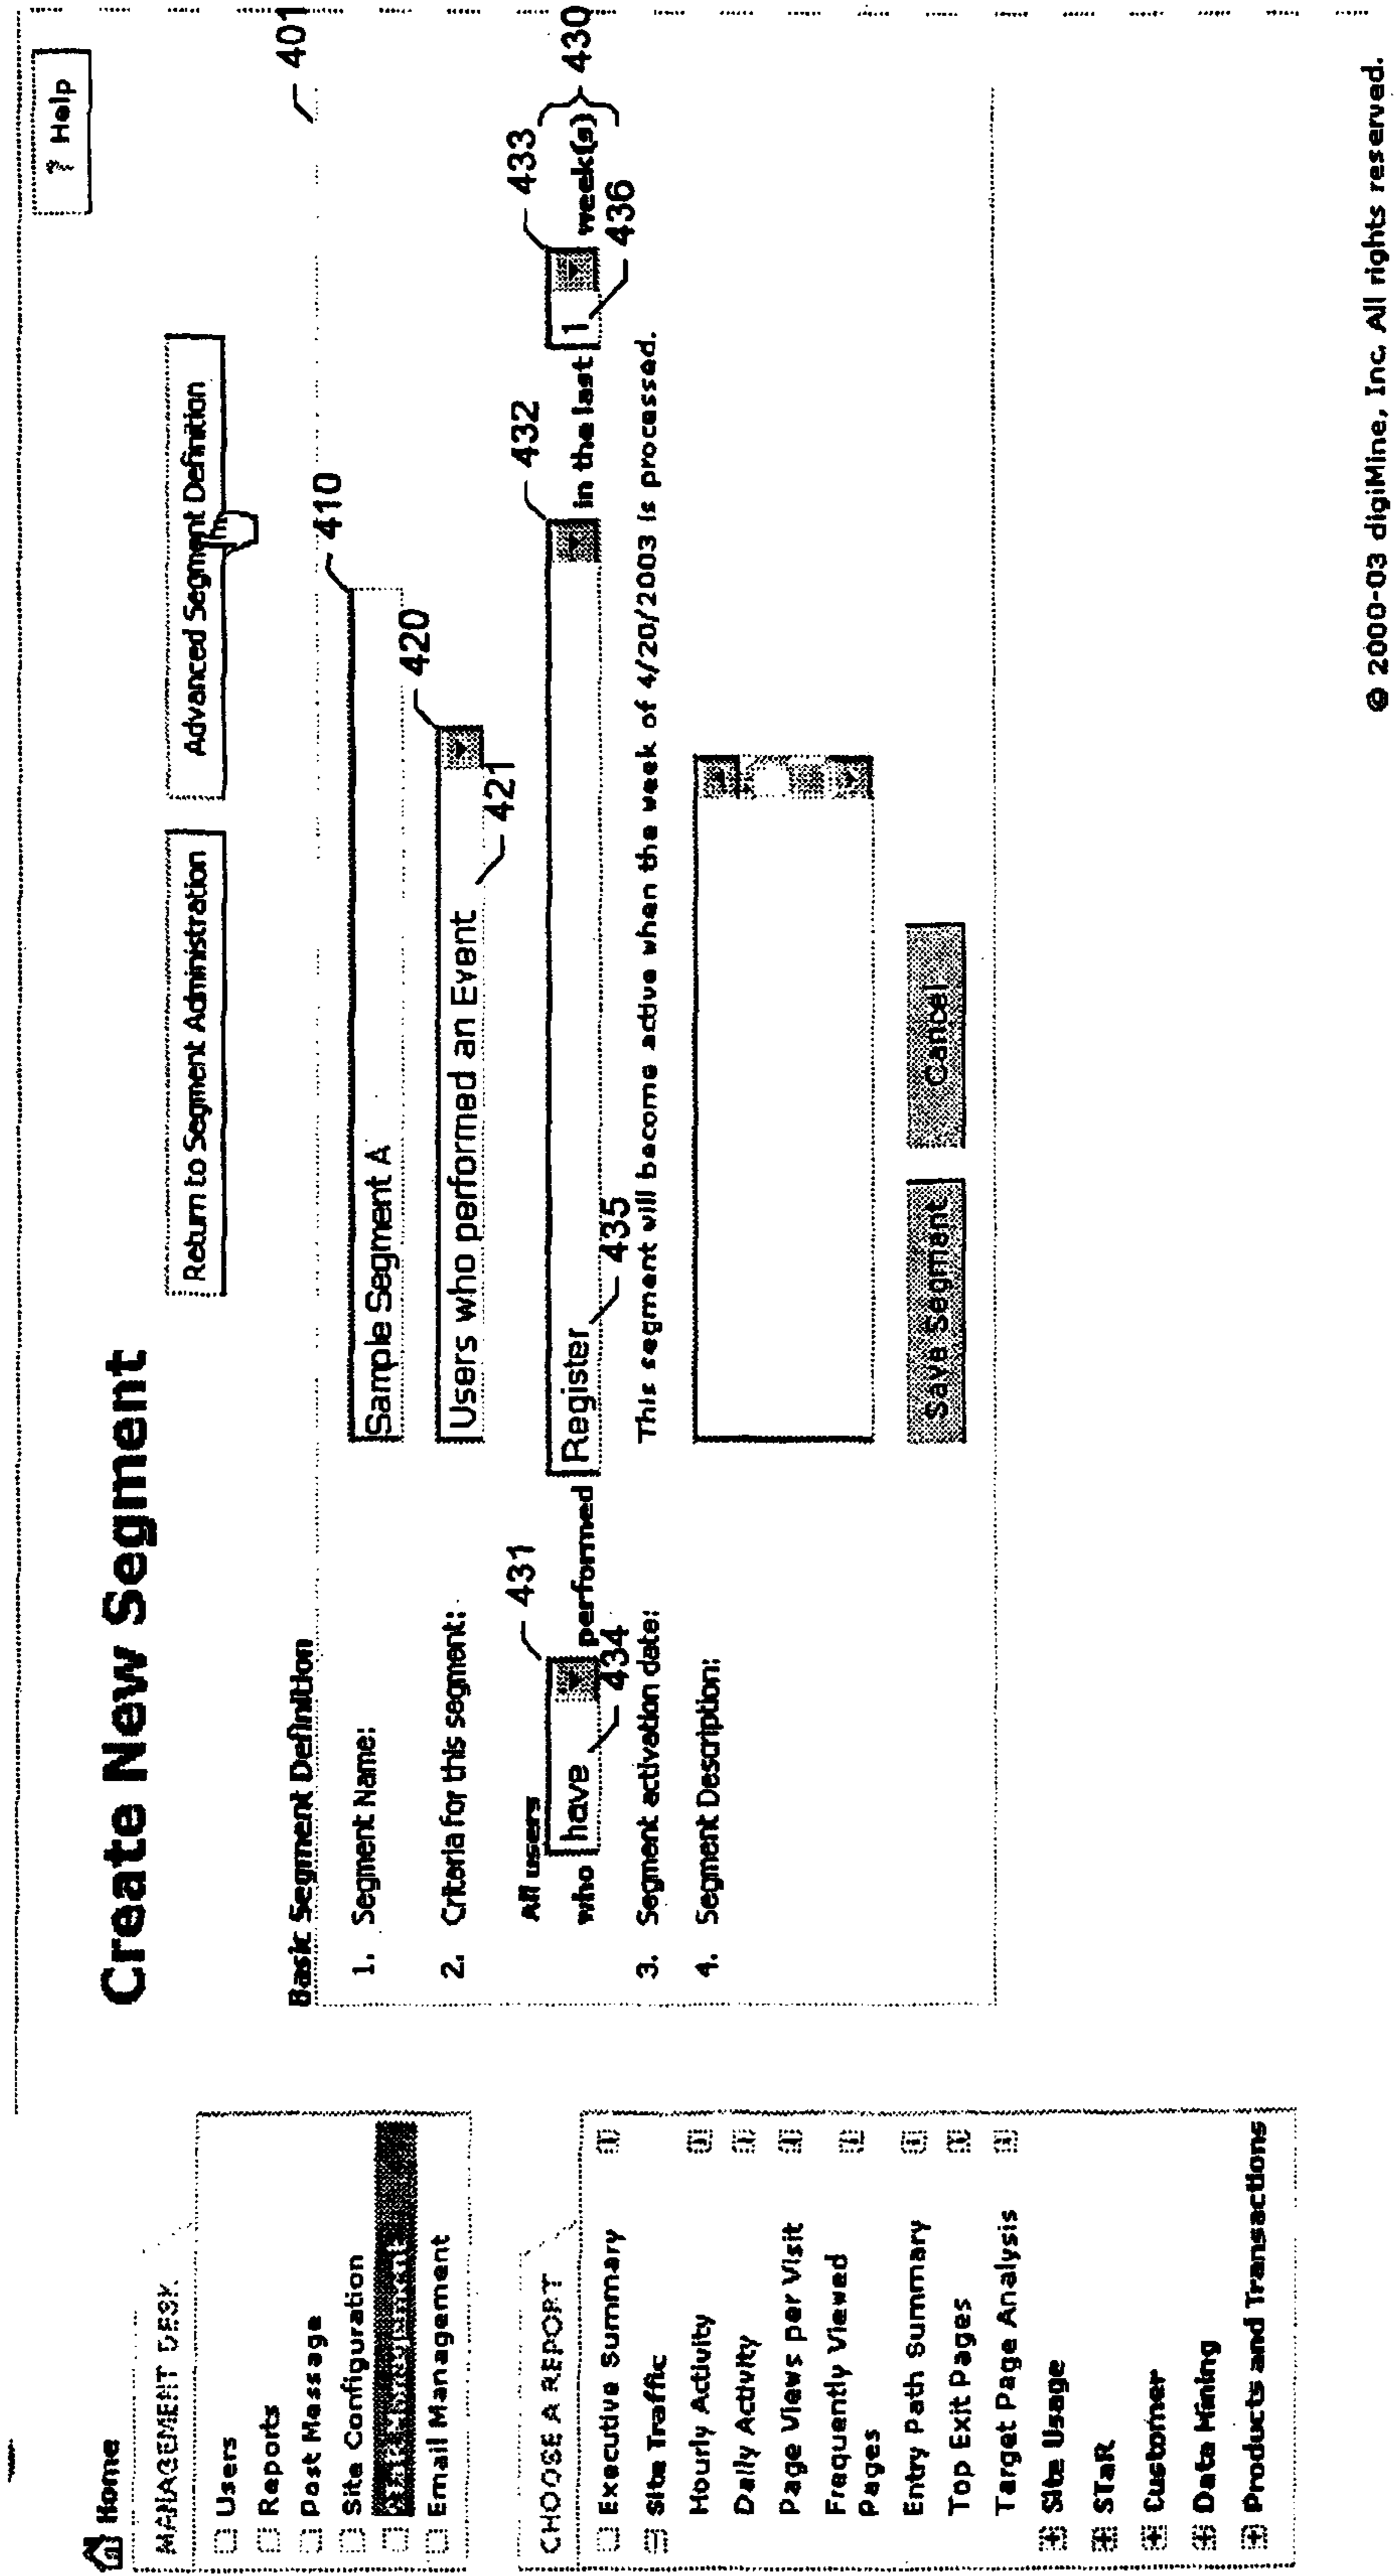 Home
? Help
MANAGEMENT DESK
Users
Reports
Post Message
Site Configuration
Email Management
CHOOSE A REPORT
Executive Summary
Site Traffic
Hourly Activity
Daily Activity
Page Views per Visit
Frequently Viewed
Pages
Entry Path Summary
Top Exit Pages
Target Page Analysis
Site Usage
STaR
Customer
Data Mining
Products and Transactions
Create New Segment
Return to Segment Administration Advanced Segment Definition
Basic Segment Definition 401
1. Segment Name: Sample Segment A 410
2. Criteria for this segment: Users who performed an Event 420
421
All users 431 432 433
who have performed Register in the last 1 week(s) 430
434 435 436
3. Segment activation date: This segment will become active when the week of 4/20/2003 is processed.
4. Segment Description:
Save Segment Cancel
© 2000-03 digiMine, Inc. All rights reserved.